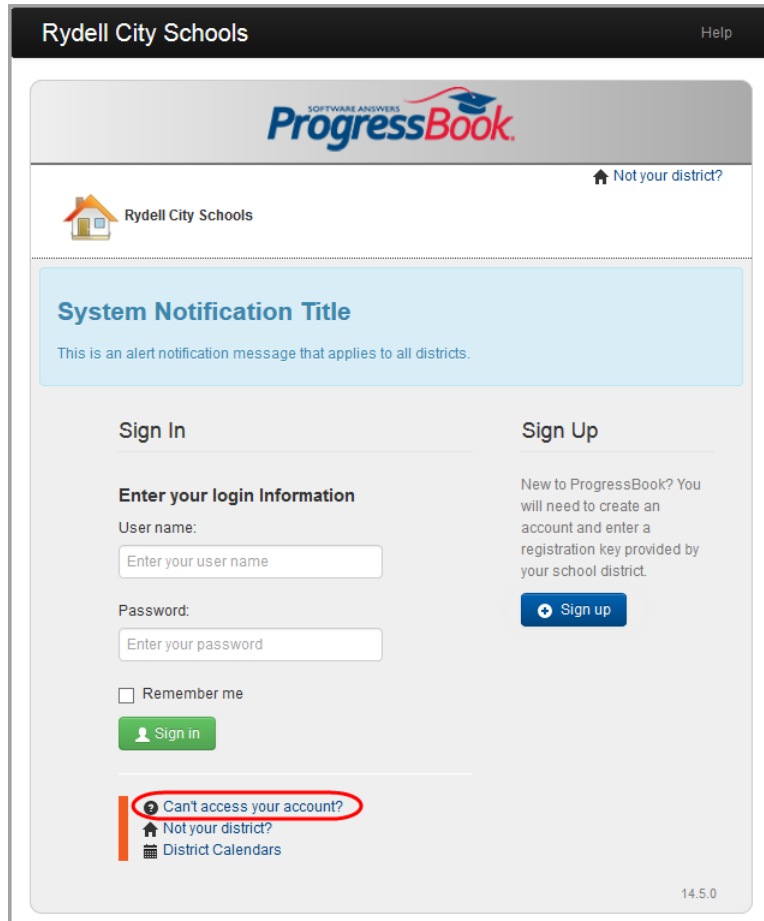 Rydell City Schools
Help
SOFTWARE ANSWERS
ProgressBook.
Not your district?
Rydell City Schools
System Notification Title
This is an alert notification message that applies to all districts.
Sign In
Enter your login Information
User name:
Enter your user name
Password:
Enter your password
Remember me
Sign in
Can't access your account?
Not your district?
District Calendars
Sign Up
New to ProgressBook? You
will need to create an
account and enter a
registration key provided by
your school district.
Sign up
14.5.0